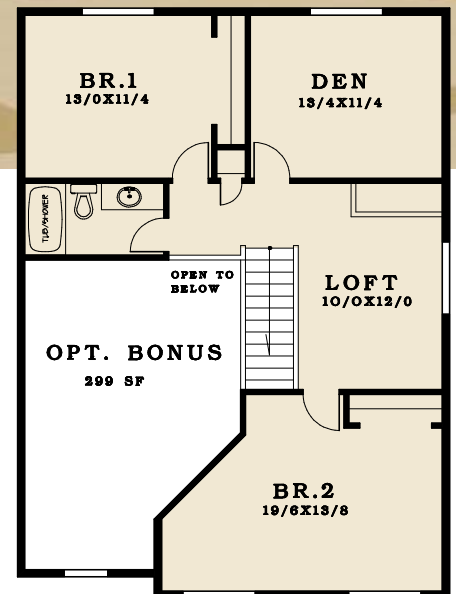 BR.1
13/0X11/4
DEN
13/4X11/4
TUB/SHOWER
OPEN TO
BELOW
LOFT
10/0X12/0
OPT. BONUS
299 SF
BR.2
19/6X13/8